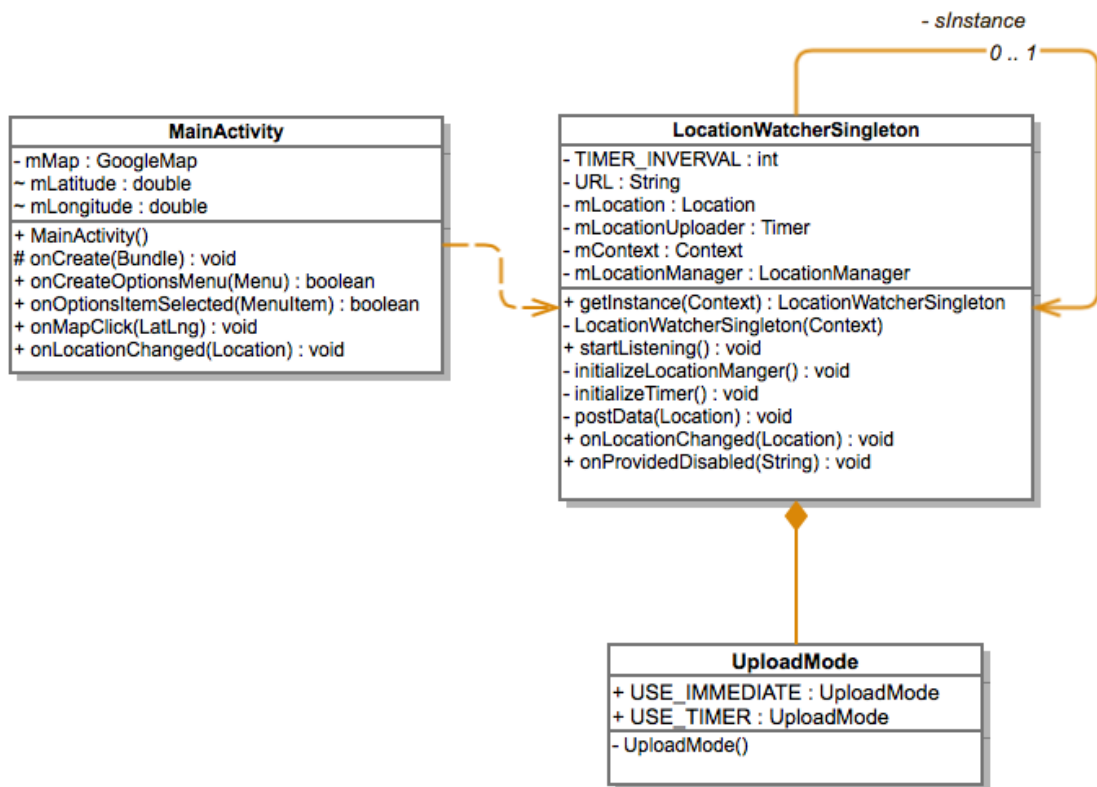 - sInstance
0 .. 1
MainActivity
- mMap : GoogleMap
~ mLatitude : double
~ mLongitude : double
+ MainActivity()
# onCreate(Bundle) : void
+ onCreateOptionsMenu(Menu) : boolean
+ onOptionsItemSelected(MenuItem) : boolean
+ onMapClick(LatLng) : void
+ onLocationChanged(Location) : void
LocationWatcherSingleton
- TIMER_INVERVAL : int
- URL : String
- mLocation : Location
- mLocationUploader : Timer
- mContext : Context
- mLocationManager : LocationManager
+ getInstance(Context) : LocationWatcherSingleton
- LocationWatcherSingleton(Context)
+ startListening() : void
- initializeLocationManger() : void
- initializeTimer() : void
- postData(Location) : void
+ onLocationChanged(Location) : void
+ onProvidedDisabled(String) : void
UploadMode
+ USE_IMMEDIATE : UploadMode
+ USE_TIMER : UploadMode
- UploadMode()